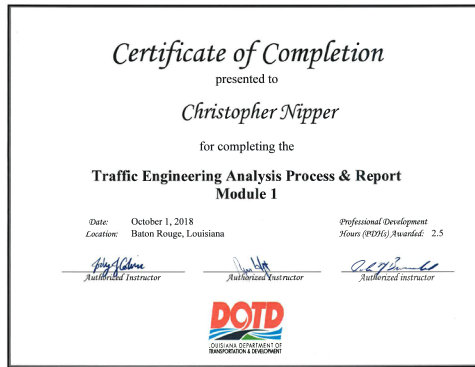 Certificate of Completion
presented to
Christopher Nipper
for completing the
Traffic Engineering Analysis Process & Report
Module 1
Date: October 1, 2018
Location: Baton Rouge, Louisiana
Professional Development
Hours (PDHs) Awarded: 2.5
Authorized Instructor
Authorized Instructor
Authorized instructor
DOTD
LOUISIANA DEPARTMENT OF
TRANSPORTATION & DEVELOPMENT